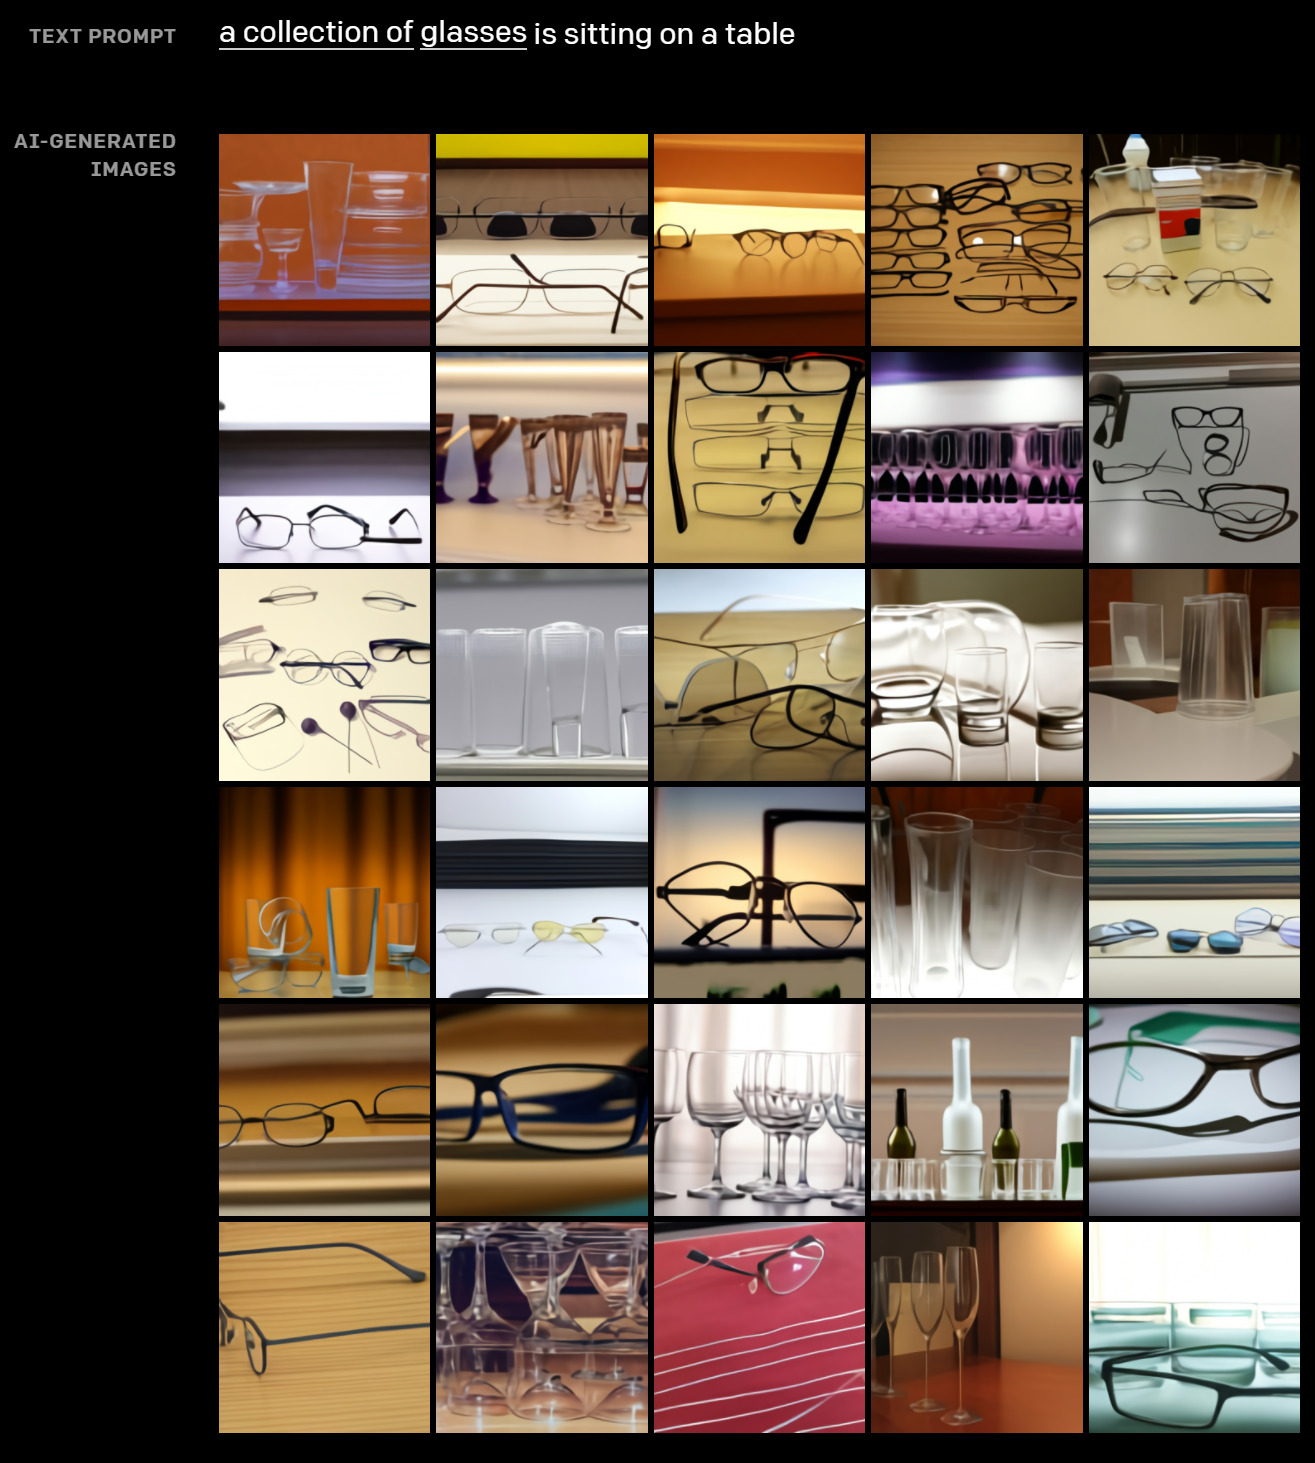 TEXT PROMPT
a collection of glasses is sitting on a table
AI-GENERATED
IMAGES